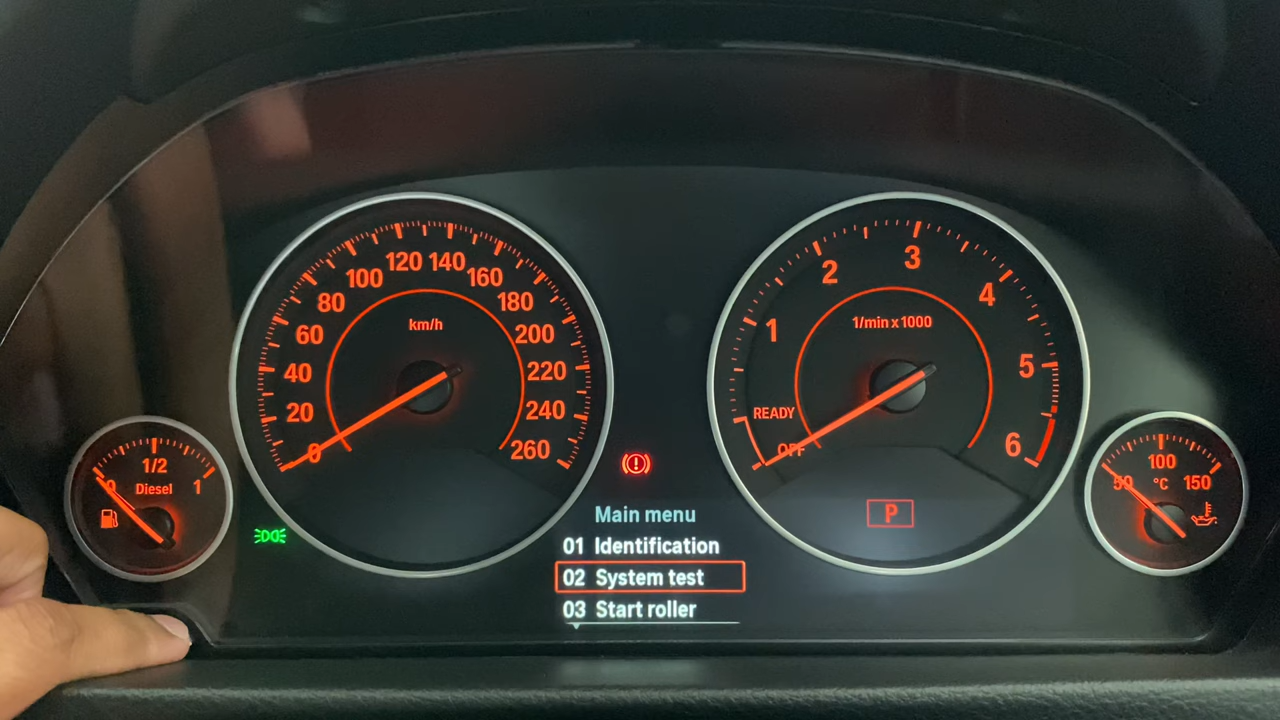 km/h
0
20
40
60
80
100
120
140
160
180
200
220
240
260
1/min x 1000
OFF
READY
1
2
3
4
5
6
P
0
1/2
1
Diesel
50
100
150
°C
Main menu
01 Identification
02 System test
03 Start roller